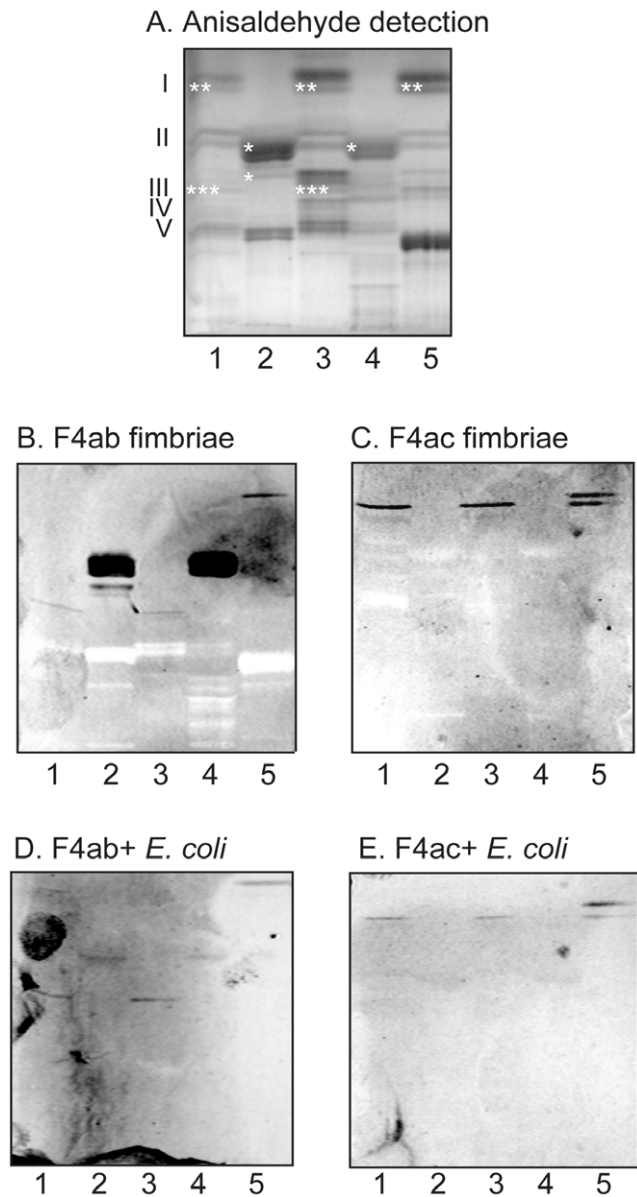 A. Anisaldehyde detection
I
** ** **
II
* *
*
III
*** ***
IV
V
1 2 3 4 5
B. F4ab fimbriae
C. F4ac fimbriae
1 2 3 4 5
1 2 3 4 5
D. F4ab+ E. coli
E. F4ac+ E. coli
1 2 3 4 5
1 2 3 4 5